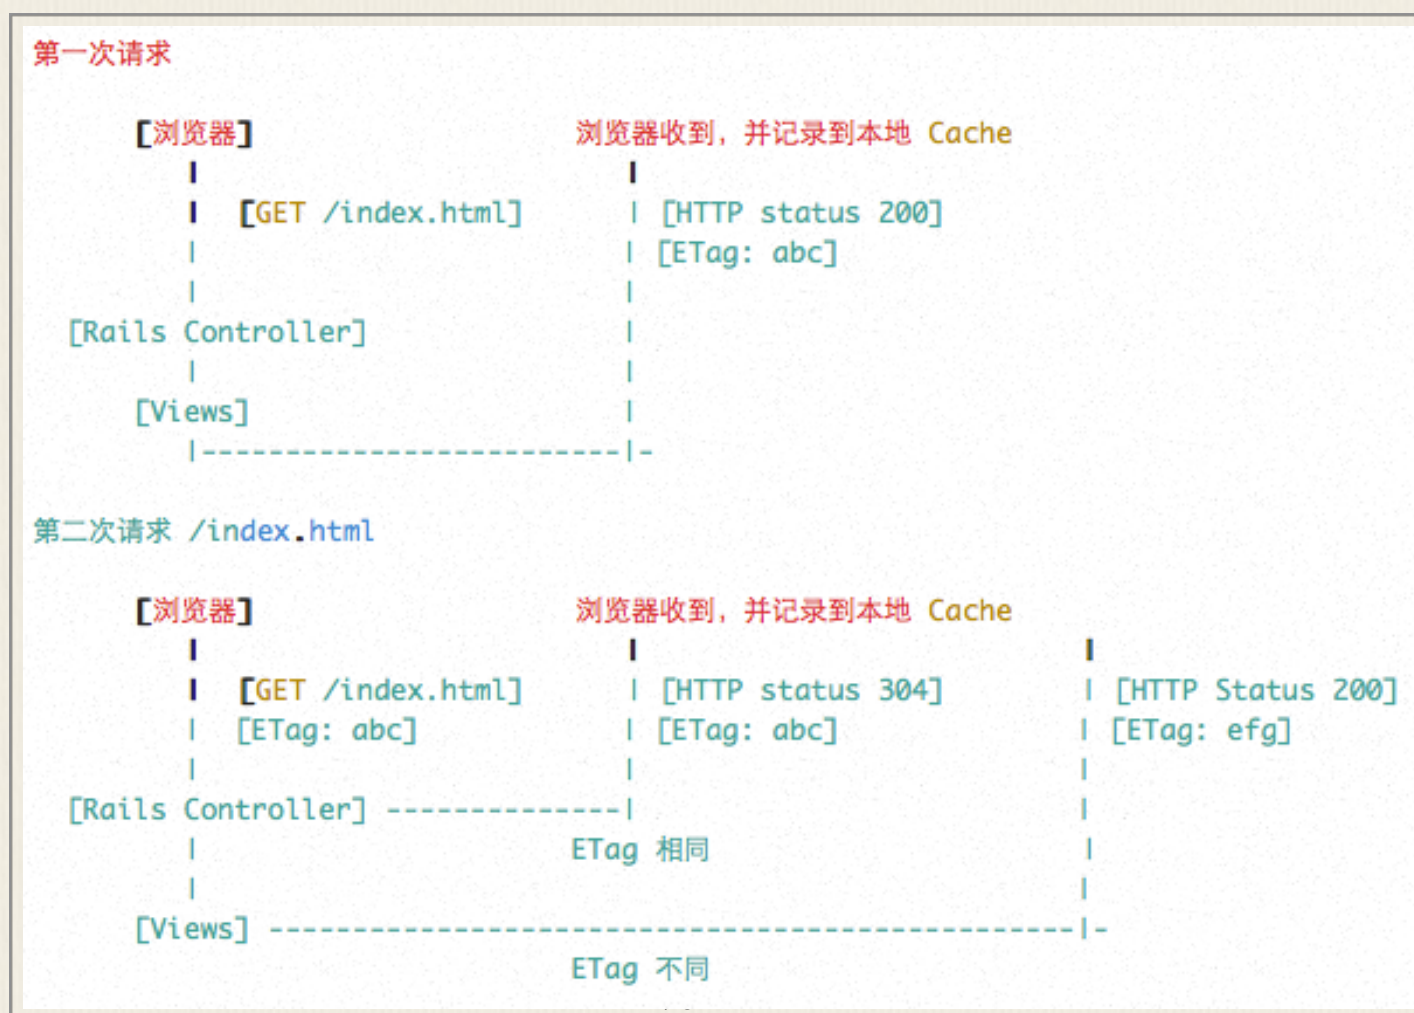 第一次请求
[浏览器] 浏览器收到，并记录到本地 Cache
| |
| [GET /index.html] | [HTTP status 200]
| | [ETag: abc]
| |
[Rails Controller] |
| |
[Views] |
|-------------------------|-
第二次请求 /index.html
[浏览器] 浏览器收到，并记录到本地 Cache
| | |
| [GET /index.html] | [HTTP status 304] | [HTTP Status 200]
| [ETag: abc] | [ETag: abc] | [ETag: efg]
| | |
[Rails Controller] --------------| |
| ETag 相同 |
| |
[Views] ------------------------------------------------|-
ETag 不同